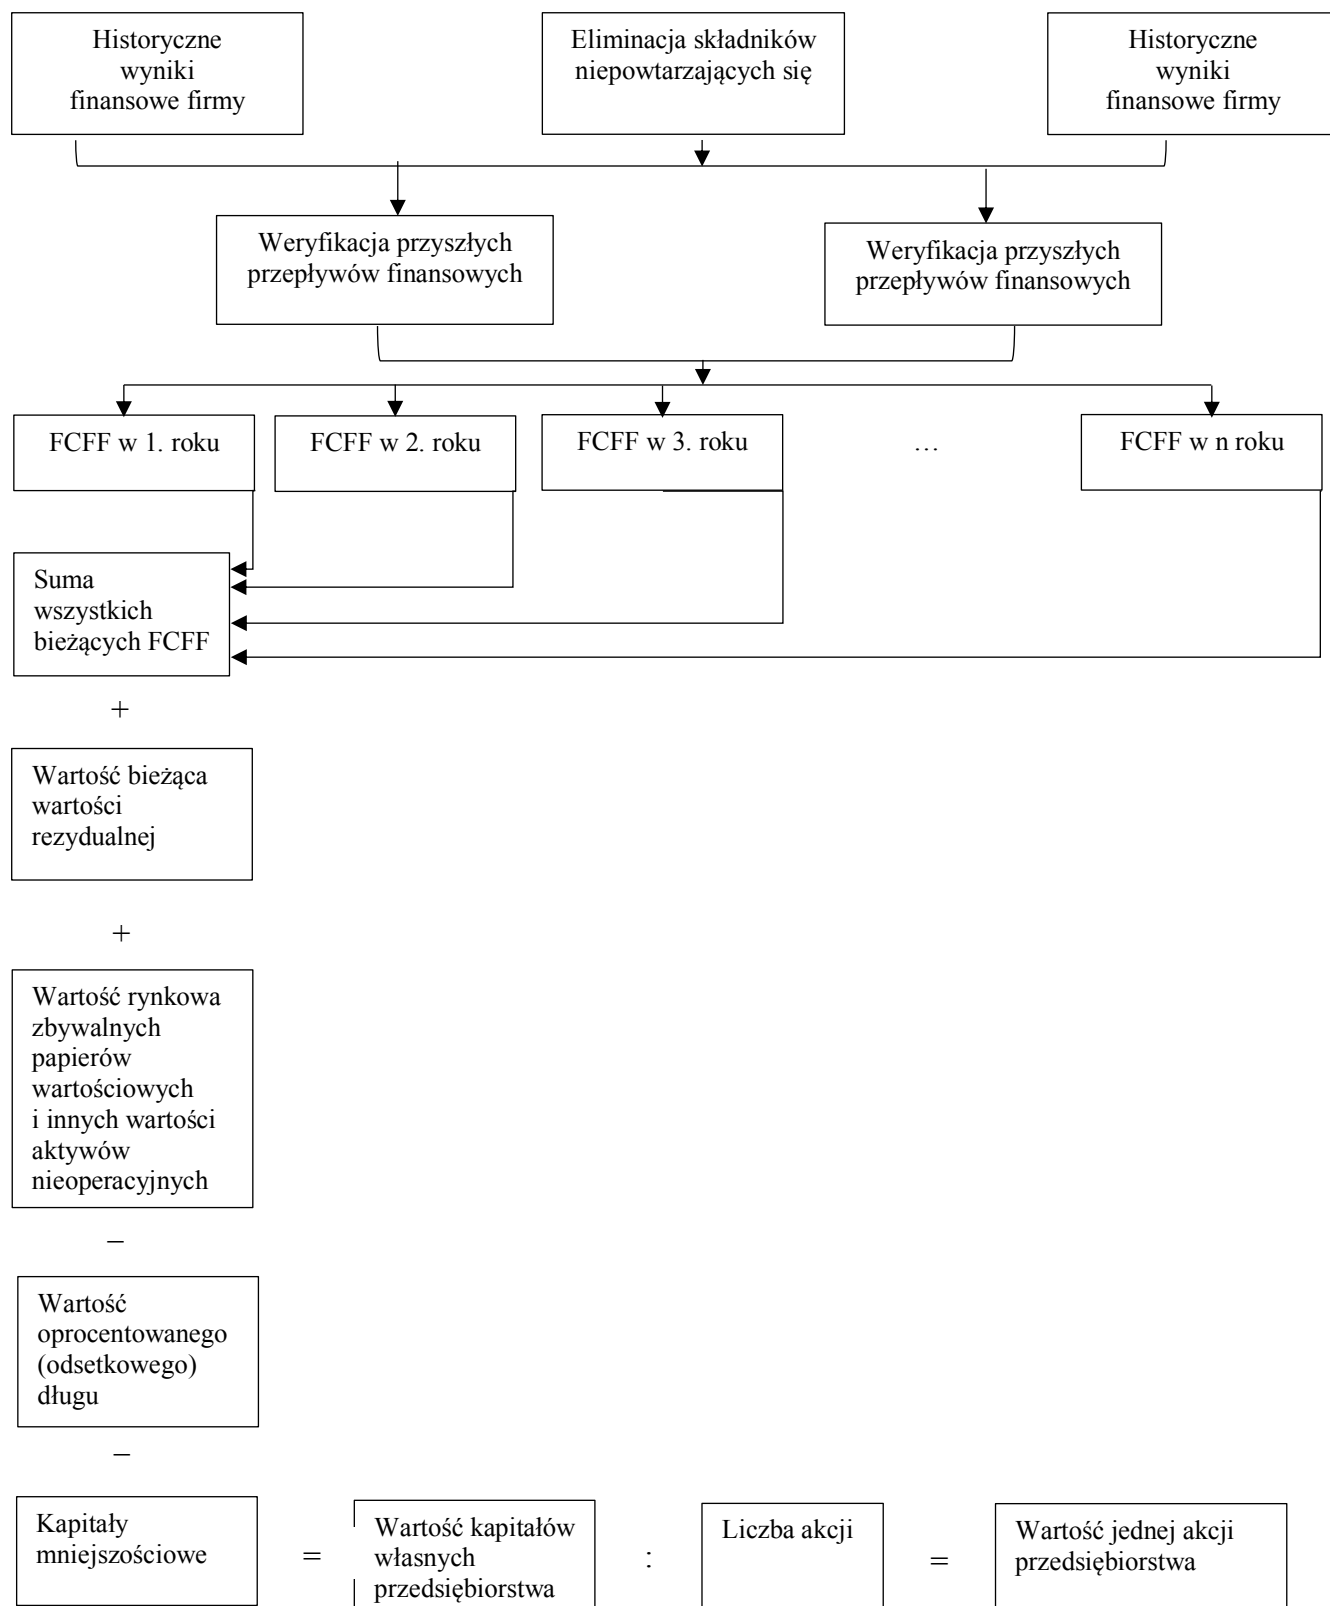 Historyczne
wyniki
finansowe firmy
Eliminacja składników
niepowtarzających się
Historyczne
wyniki
finansowe firmy
Weryfikacja przyszłych
przepływów finansowych
Weryfikacja przyszłych
przepływów finansowych
FCFF w 1. roku
FCFF w 2. roku
FCFF w 3. roku
…
FCFF w n roku
Suma
wszystkich
bieżących FCFF
+
Wartość bieżąca
wartości
rezydualnej
+
Wartość rynkowa
zbywalnych
papierów
wartościowych
i innych wartości
aktywów
nieoperacyjnych
–
Wartość
oprocentowanego
(odsetkowego)
długu
–
Kapitały
mniejszościowe
=
Wartość kapitałów
własnych
przedsiębiorstwa
:
Liczba akcji
=
Wartość jednej akcji
przedsiębiorstwa